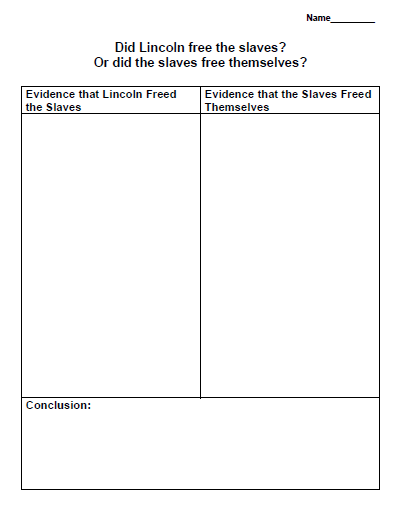 Name_________
Did Lincoln free the slaves?
Or did the slaves free themselves?
Evidence that Lincoln Freed
the Slaves
Evidence that the Slaves Freed
Themselves
Conclusion: